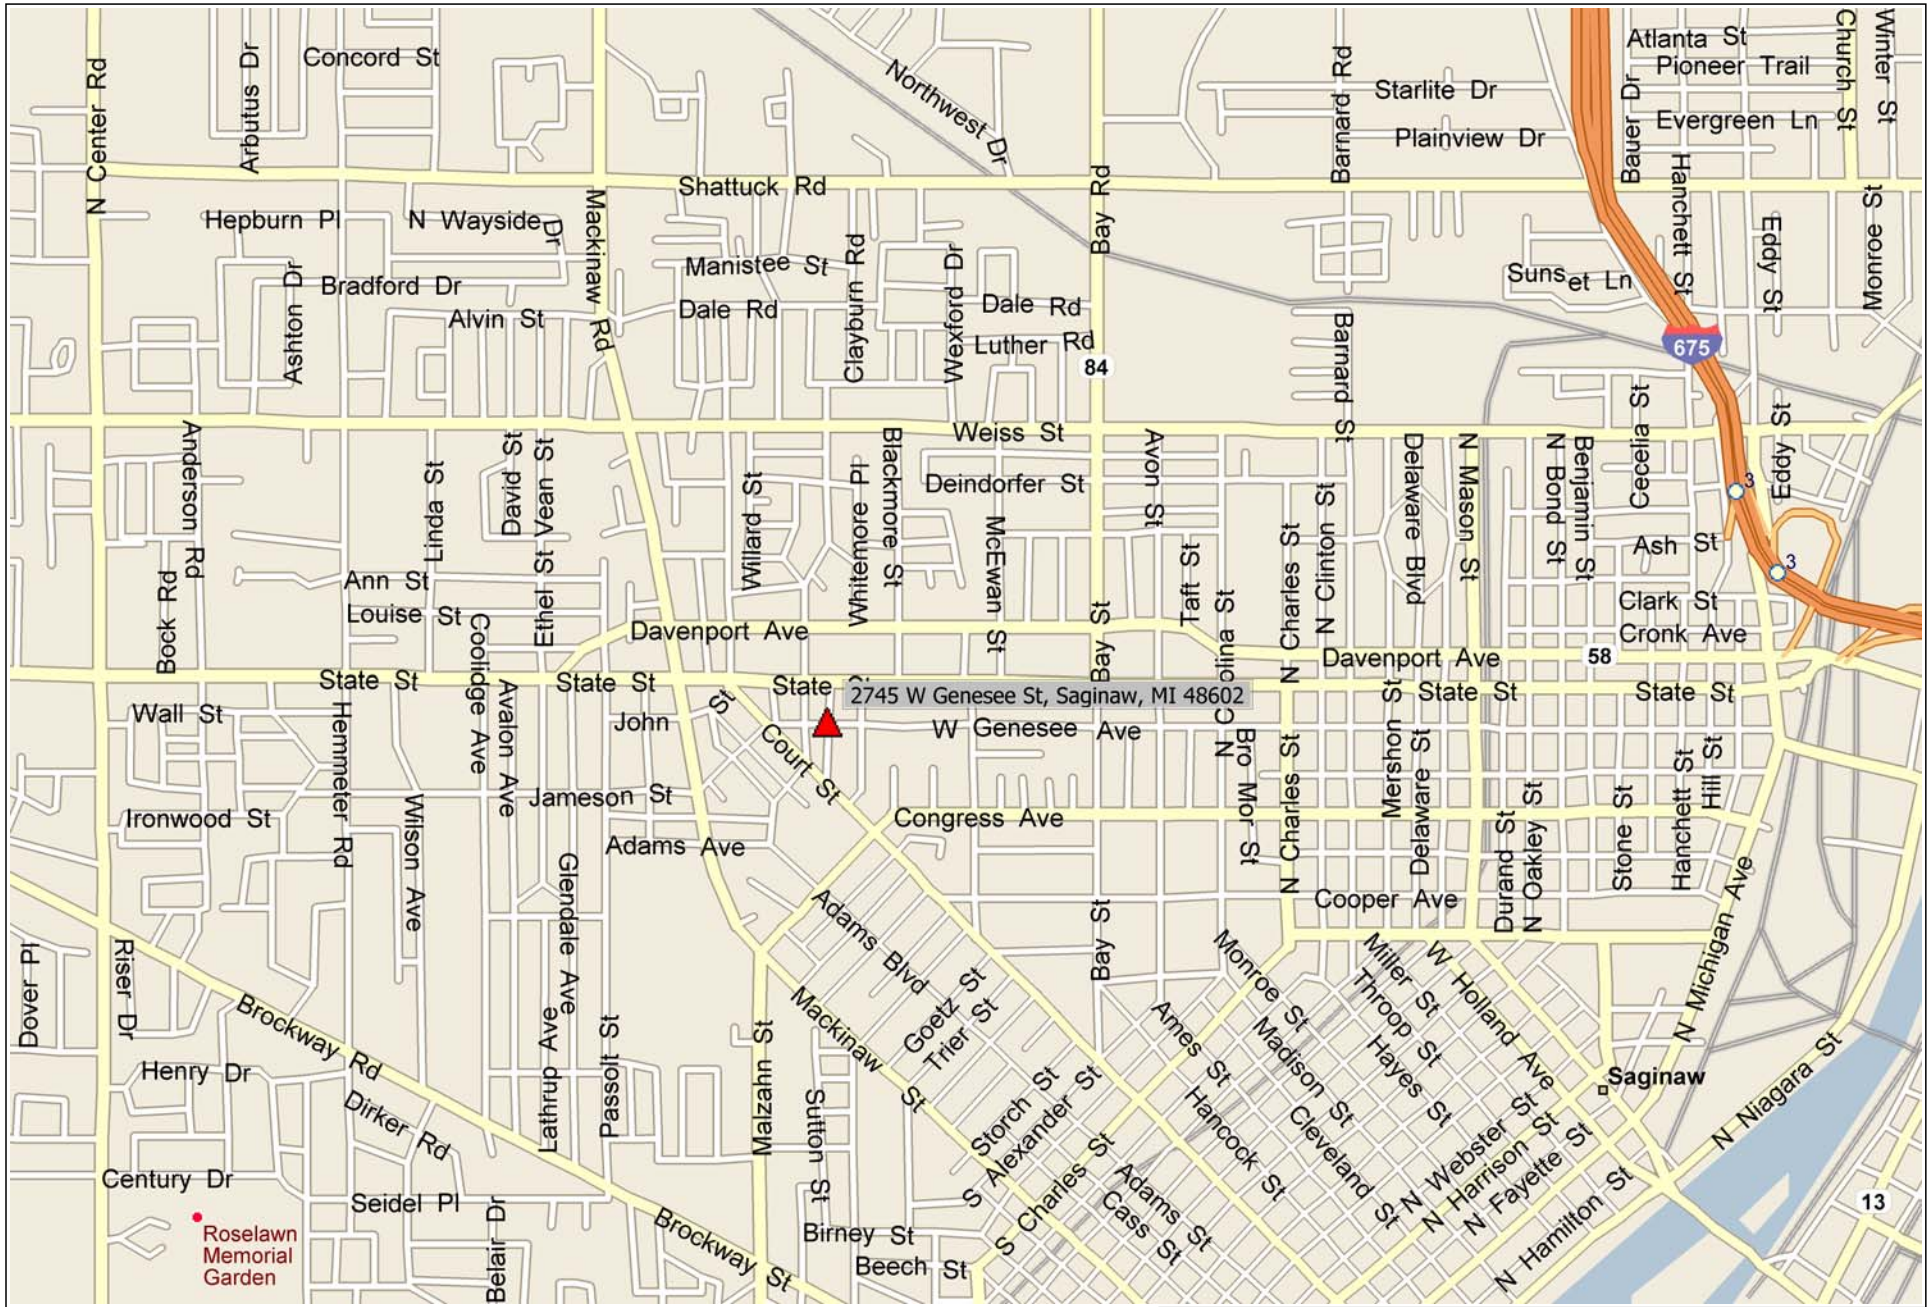 N Center Rd
Arbutus Dr
Concord St
Northwest Dr
Barnard Rd
Starlite Dr
Plainview Dr
Atlanta St
Pioneer Trail
Evergreen Ln
Bauer Dr
Church St
Winter St
Shattuck Rd
Bay Rd
Hanchett St
Monroe St
Eddy St
Hepburn Pl
N Wayside Dr
Mackinaw Rd
Manistee St
Clayburn Rd
Wexford Dr
Sunset Ln
Ashton Dr
Bradford Dr
Alvin St
Dale Rd
Dale Rd
Luther Rd
Barnard St
84
675
Weiss St
Anderson Rd
Linda St
David St
Ethel St
Vean St
Willard St
Whitemore Pl
Blackmore St
Deindorfer St
McEwan St
Avon St
Taft St
N Charles St
N Clinton St
Delaware Blvd
N Mason St
N Bond St
Benjamin St
Cecelia St
Eddy St
3
3
Ash St
Clark St
Cronk Ave
Bock Rd
Ann St
Louise St
Coolidge Ave
Davenport Ave
Bay St
Davenport Ave
58
State St
State St
State
2745 W Genesee St, Saginaw, MI 48602
State St
State St
Wall St
Hemmeter Rd
Avalon Ave
John St
Court St
W Genesee Ave
N Carolina St
Bro Mor St
N Charles St
Mershon St
Delaware St
Hill St
Hanchett St
Stone St
N Oakley St
Durand St
Jameson St
Ironwood St
Wilson Ave
Congress Ave
Adams Ave
Cooper Ave
N Michigan Ave
Glendale Ave
Adams Blvd
Goetz St
Trier St
Bay St
Monroe St
Miller St
W Holland Ave
Throop St
Dover Pl
Riser Dr
Brockway Rd
Lathrup Ave
Passolt St
Malzahn St
Mackinaw St
Ames St
Madison St
Hayes St
Saginaw
N Niagara St
Henry Dr
Dirker Rd
Sutton St
Storch St
S Alexander St
Hancock St
Cleveland St
N Webster St
N Harrison St
N Fayette St
N Hamilton St
Century Dr
Seidel Pl
Belair Dr
Brockway St
Birney St
Beech St
S Charles St
Adams St
Cass St
13
Roselawn
Memorial
Garden